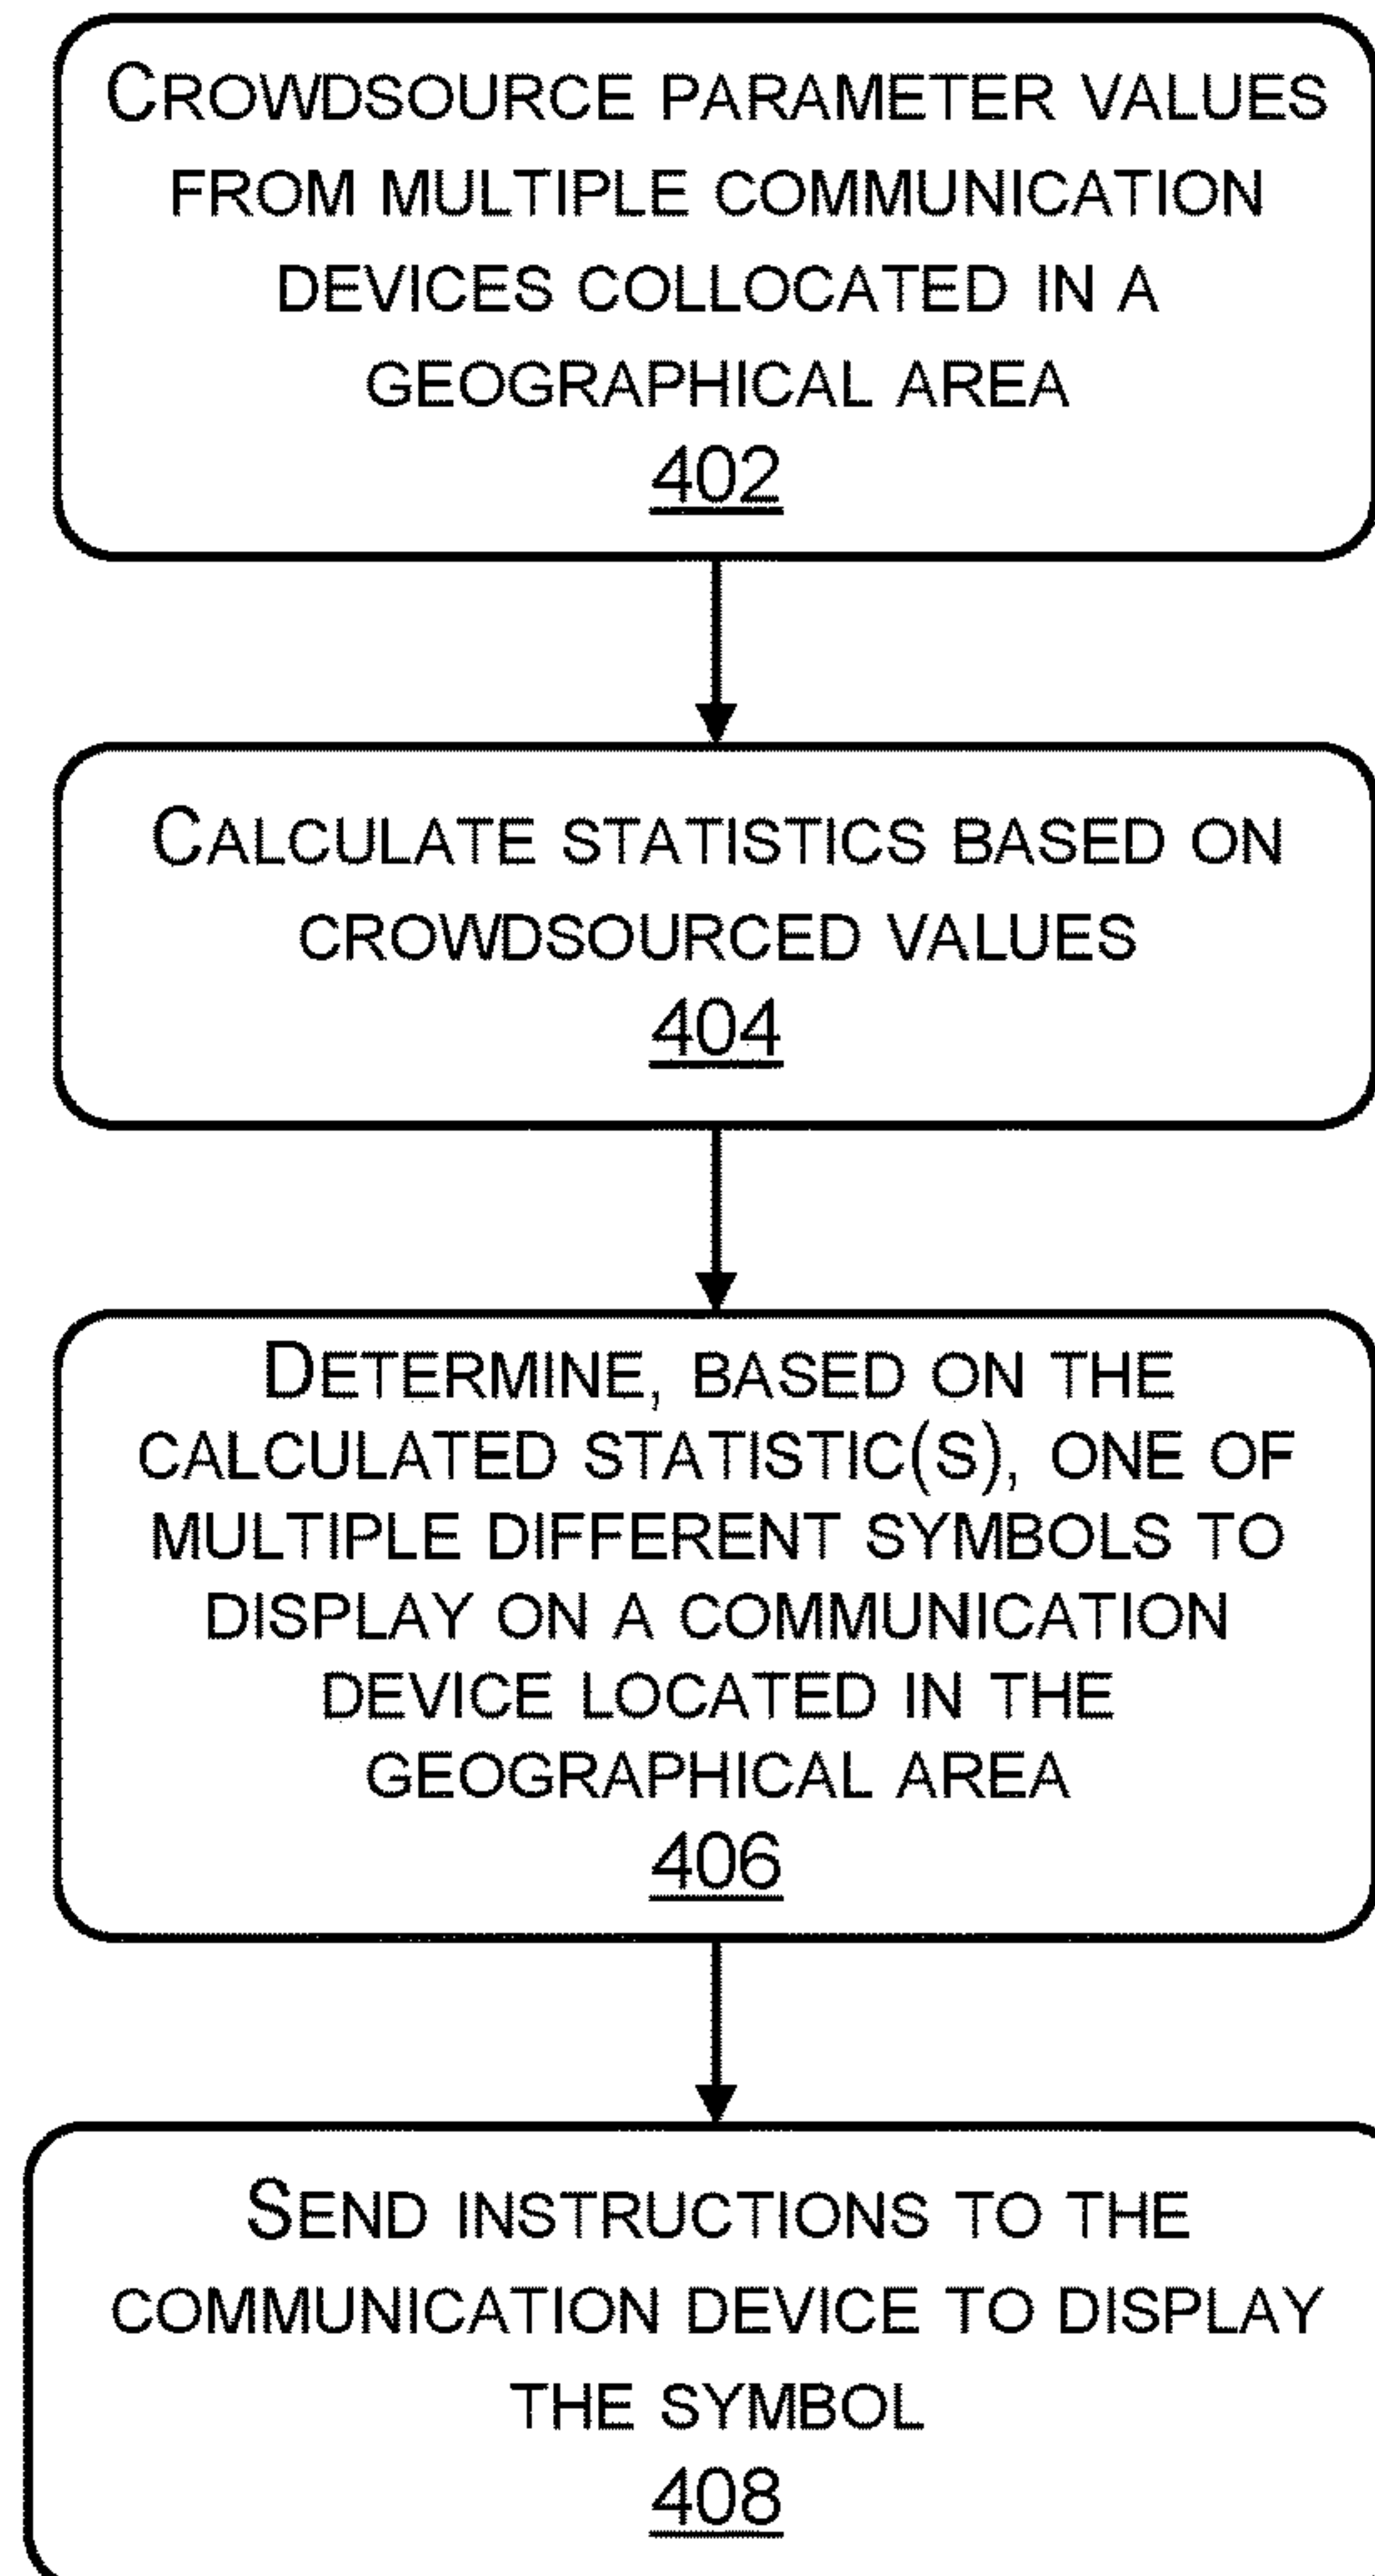 CROWDSOURCE PARAMETER VALUES
FROM MULTIPLE COMMUNICATION
DEVICES COLLOCATED IN A
GEOGRAPHICAL AREA
402
CALCULATE STATISTICS BASED ON
CROWDSOURCED VALUES
404
DETERMINE, BASED ON THE
CALCULATED STATISTIC(S), ONE OF
MULTIPLE DIFFERENT SYMBOLS TO
DISPLAY ON A COMMUNICATION
DEVICE LOCATED IN THE
GEOGRAPHICAL AREA
406
SEND INSTRUCTIONS TO THE
COMMUNICATION DEVICE TO DISPLAY
THE SYMBOL
408